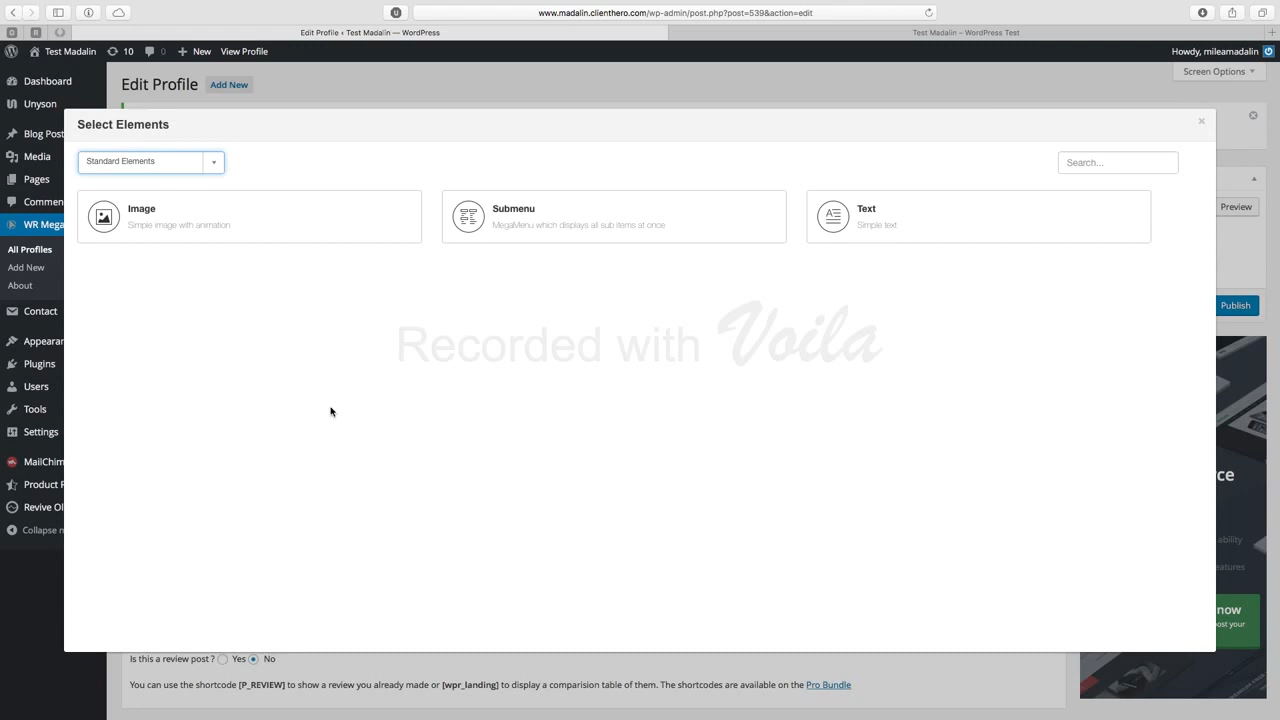 www.madalin.clienthero.com/wp-admin/post.php?post=539&action=edit
Edit Profile ‹ Test Madalin — WordPress
Test Madalin – WordPress Test
Test Madalin
10
0
New
View Profile
Howdy, mileamadalin
Dashboard
Unyson
Blog Post
Media
Pages
Commen
WR Mega
All Profiles
Add New
About
Contact
Appearan
Plugins
Users
Tools
Settings
MailChim
Product R
Revive Ol
Collapse m
Edit Profile
Add New
Screen Options
Select Elements
×
Standard Elements
Search...
Image
Simple image with animation
Submenu
MegaMenu which displays all sub items at once
Text
Simple text
Recorded with Voila
Preview
Publish
rce
ability
eatures
now
ost your
Is this a review post ? Yes No
You can use the shortcode [P_REVIEW] to show a review you already made or [wpr_landing] to display a comparision table of them. The shortcodes are available on the Pro Bundle